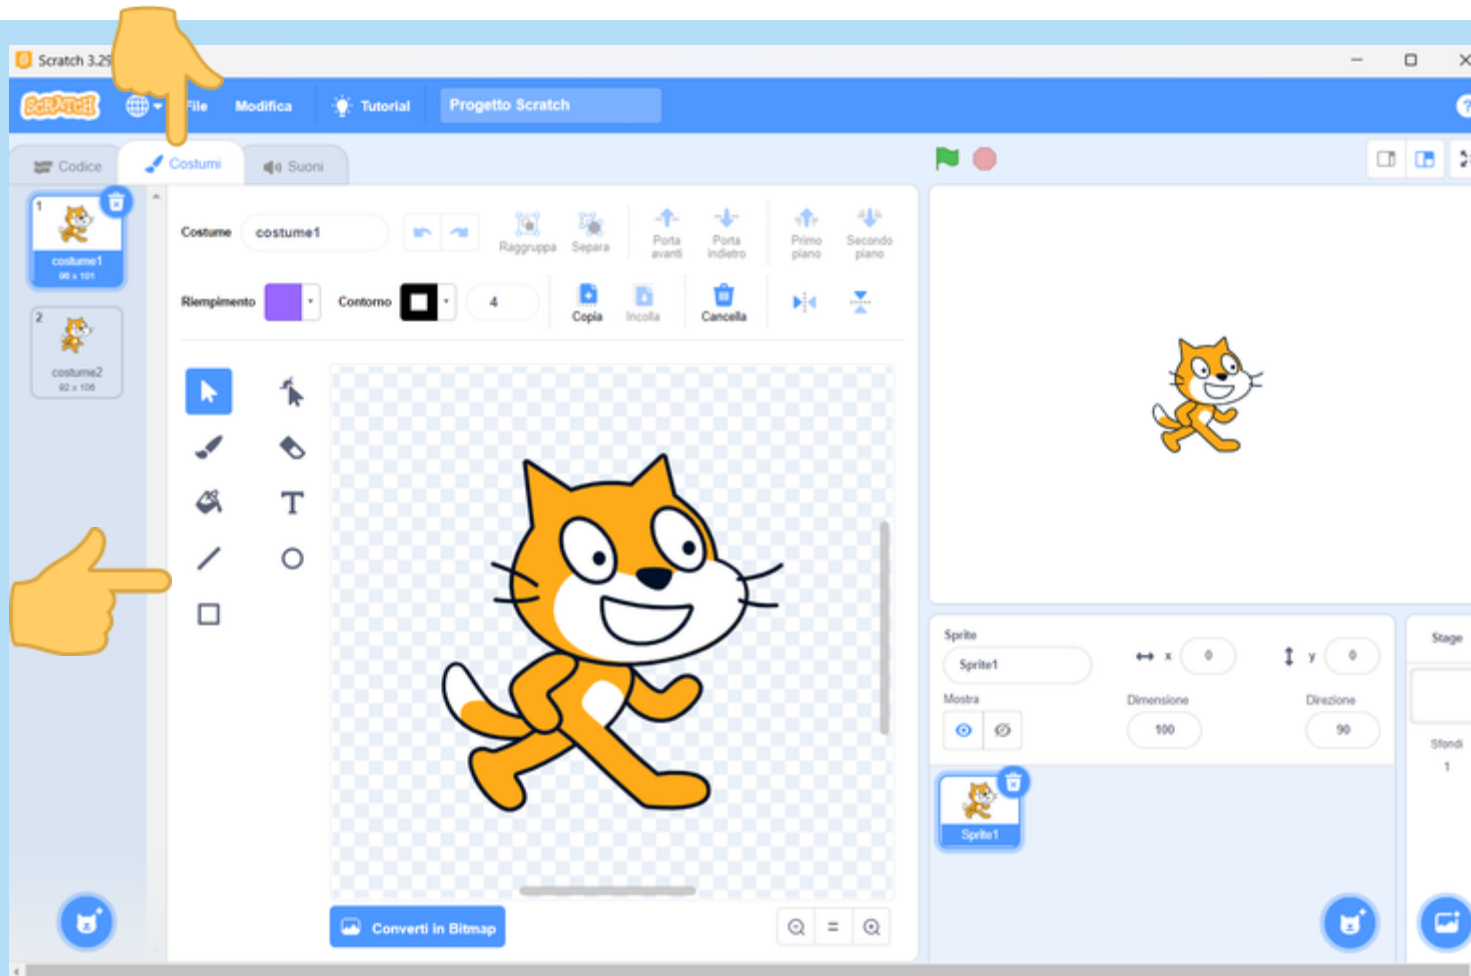 Scratch 3.29
SCRATCH
File
Modifica
Tutorial
Progetto Scratch
Codice
Costumi
Suoni
1
costume1
96 x 101
2
costume2
92 x 106
Costume
costume1
Raggruppa
Separa
Porta
avanti
Porta
indietro
Primo
piano
Secondo
piano
Riempimento
Contorno
4
Copia
Incolla
Cancella
T
Converti in Bitmap
=
Sprite
Sprite1
x
0
y
0
Mostra
Dimensione
100
Direzione
90
Sprite1
Stage
Sfondi
1
?